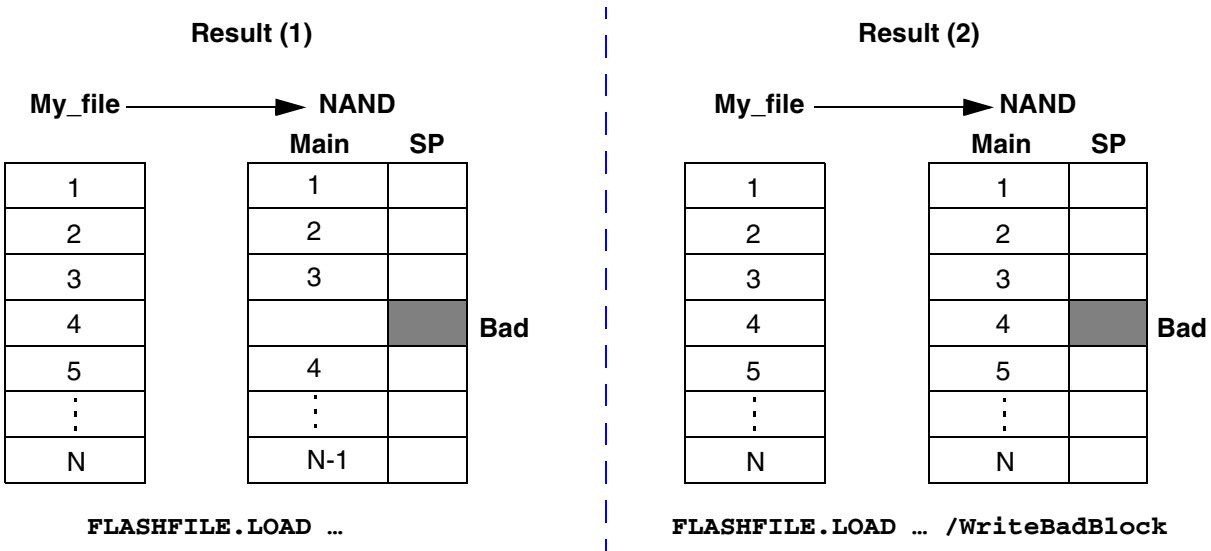 Result (1)
My_file
NAND
Main SP
1 1
2 2
3 3
4 Bad
5 4
N N-1
FLASHFILE.LOAD …
Result (2)
My_file
NAND
Main SP
1 1
2 2
3 3
4 4 Bad
5 5
N N
FLASHFILE.LOAD … /WriteBadBlock